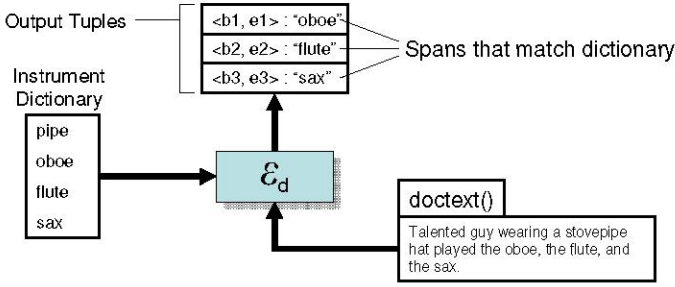 Output Tuples
<b1, e1> : “oboe”
<b2, e2> : “flute”
<b3, e3> : “sax”
Spans that match dictionary
Instrument
Dictionary
pipe
oboe
flute
sax
ℰd
doctext()
Talented guy wearing a stovepipe
hat played the oboe, the flute, and
the sax.